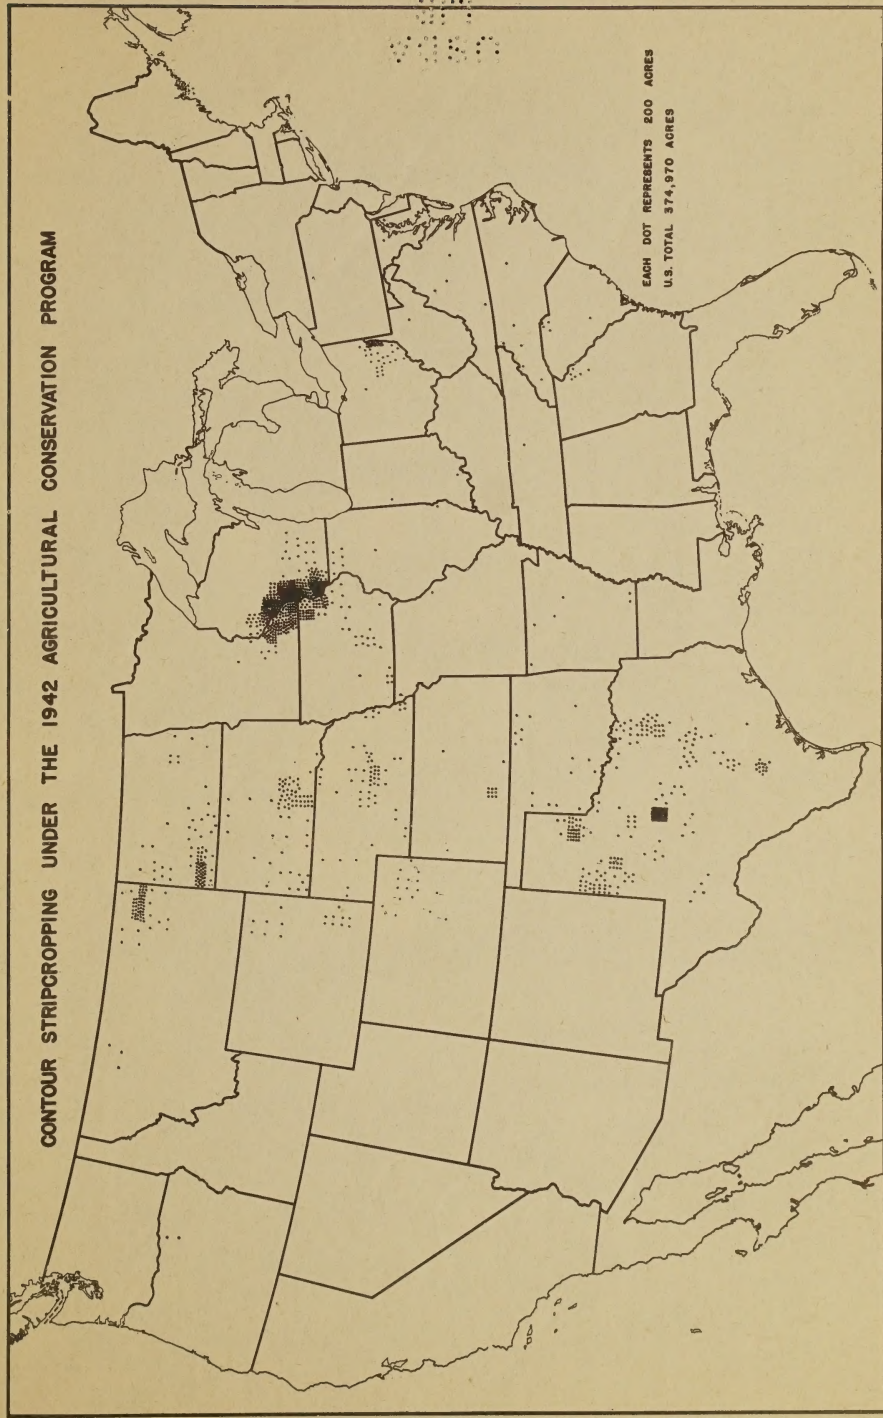 CONTOUR STRIPCROPPING UNDER THE 1942 AGRICULTURAL CONSERVATION PROGRAM
EACH DOT REPRESENTS 200 ACRES
U.S. TOTAL 374,970 ACRES